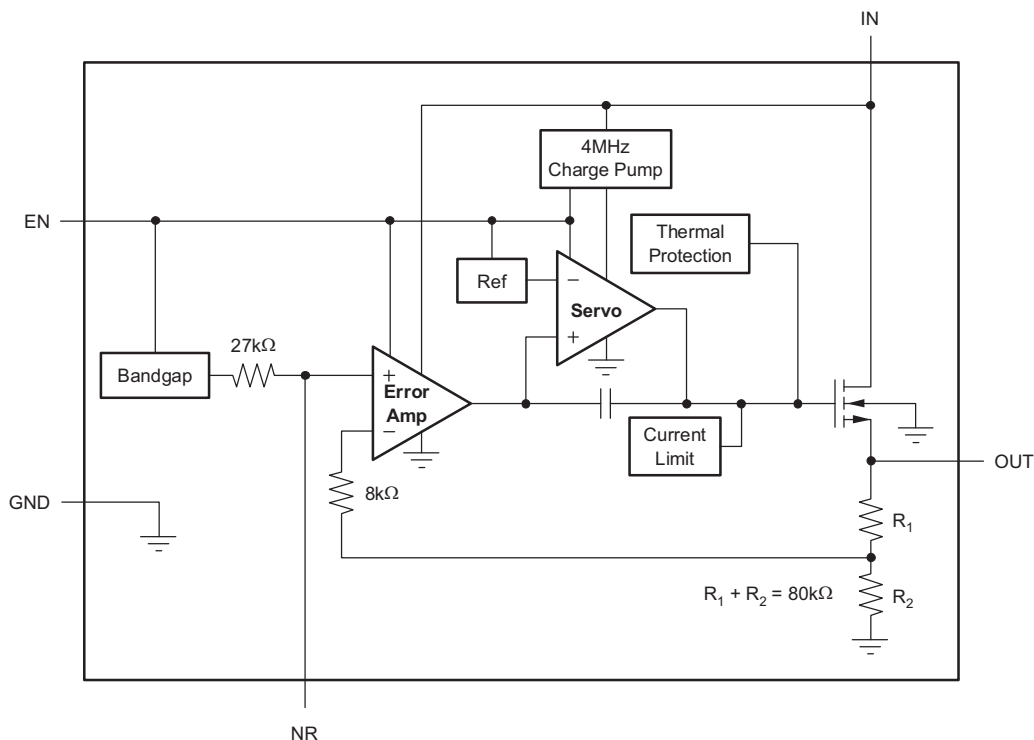 IN
4MHz
Charge Pump
EN
Thermal
Protection
Ref
−
Servo
+
27kΩ
Bandgap
+
Error
Amp
−
Current
Limit
OUT
8kΩ
GND
R1
R1 + R2 = 80kΩ
R2
NR